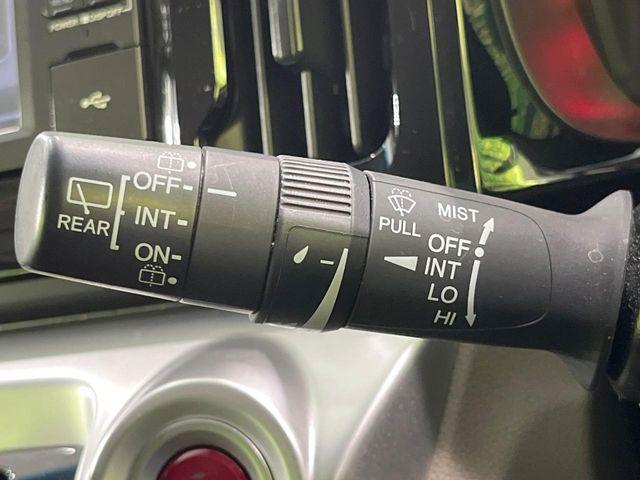 OFF
REAR
INT
ON
PULL
MIST
OFF
INT
LO
HI